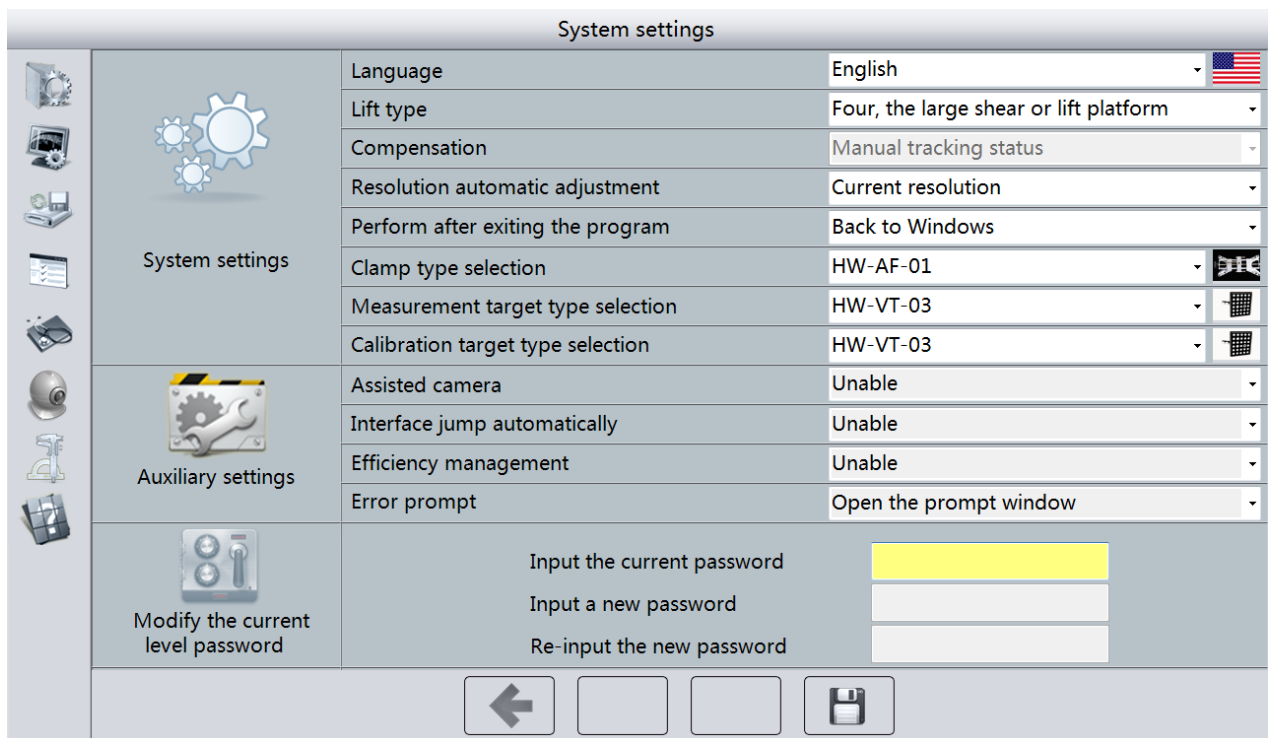 System settings
Language English
Lift type Four, the large shear or lift platform
Compensation Manual tracking status
Resolution automatic adjustment Current resolution
Perform after exiting the program Back to Windows
System settings
Clamp type selection HW-AF-01
Measurement target type selection HW-VT-03
Calibration target type selection HW-VT-03
Assisted camera Unable
Interface jump automatically Unable
Efficiency management Unable
Auxiliary settings
Error prompt Open the prompt window
Input the current password
Input a new password
Modify the current
level password
Re-input the new password